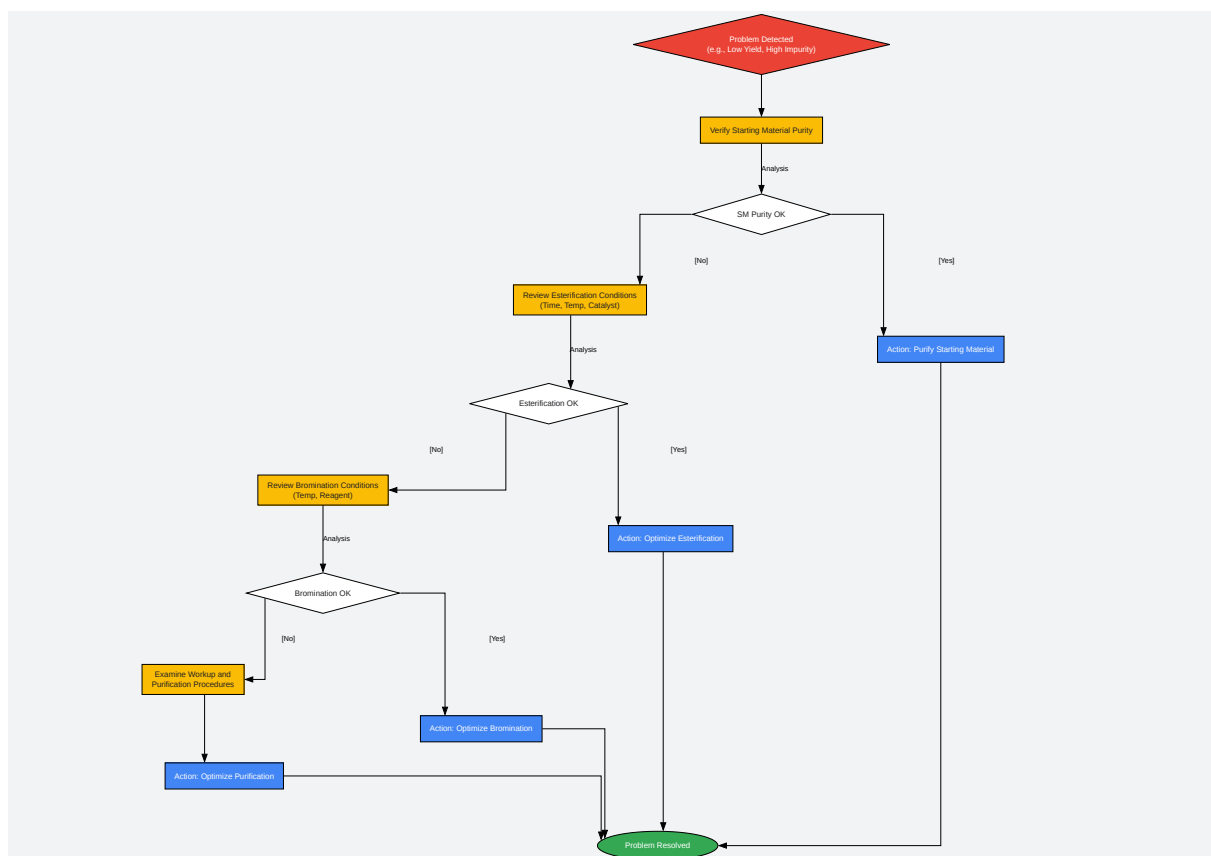 Problem Detected
(e.g., Low Yield, High Impurity)
Verify Starting Material Purity
Analysis
SM Purity OK
[No]
[Yes]
Review Esterification Conditions
(Time, Temp, Catalyst)
Analysis
Action: Purify Starting Material
Esterification OK
[No]
[Yes]
Review Bromination Conditions
(Temp, Reagent)
Analysis
Action: Optimize Esterification
Bromination OK
[No]
[Yes]
Examine Workup and
Purification Procedures
Action: Optimize Bromination
Action: Optimize Purification
Problem Resolved